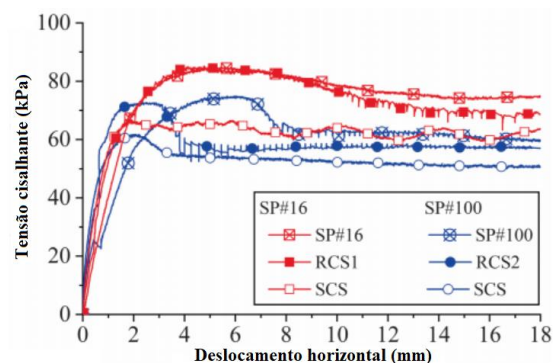 Tensão cisalhante (kPa)
100
80
60
40
20
0
SP#16 SP#100
SP#16 SP#100
RCS1 RCS2
SCS SCS
0 2 4 6 8 10 12 14 16 18
Deslocamento horizontal (mm)